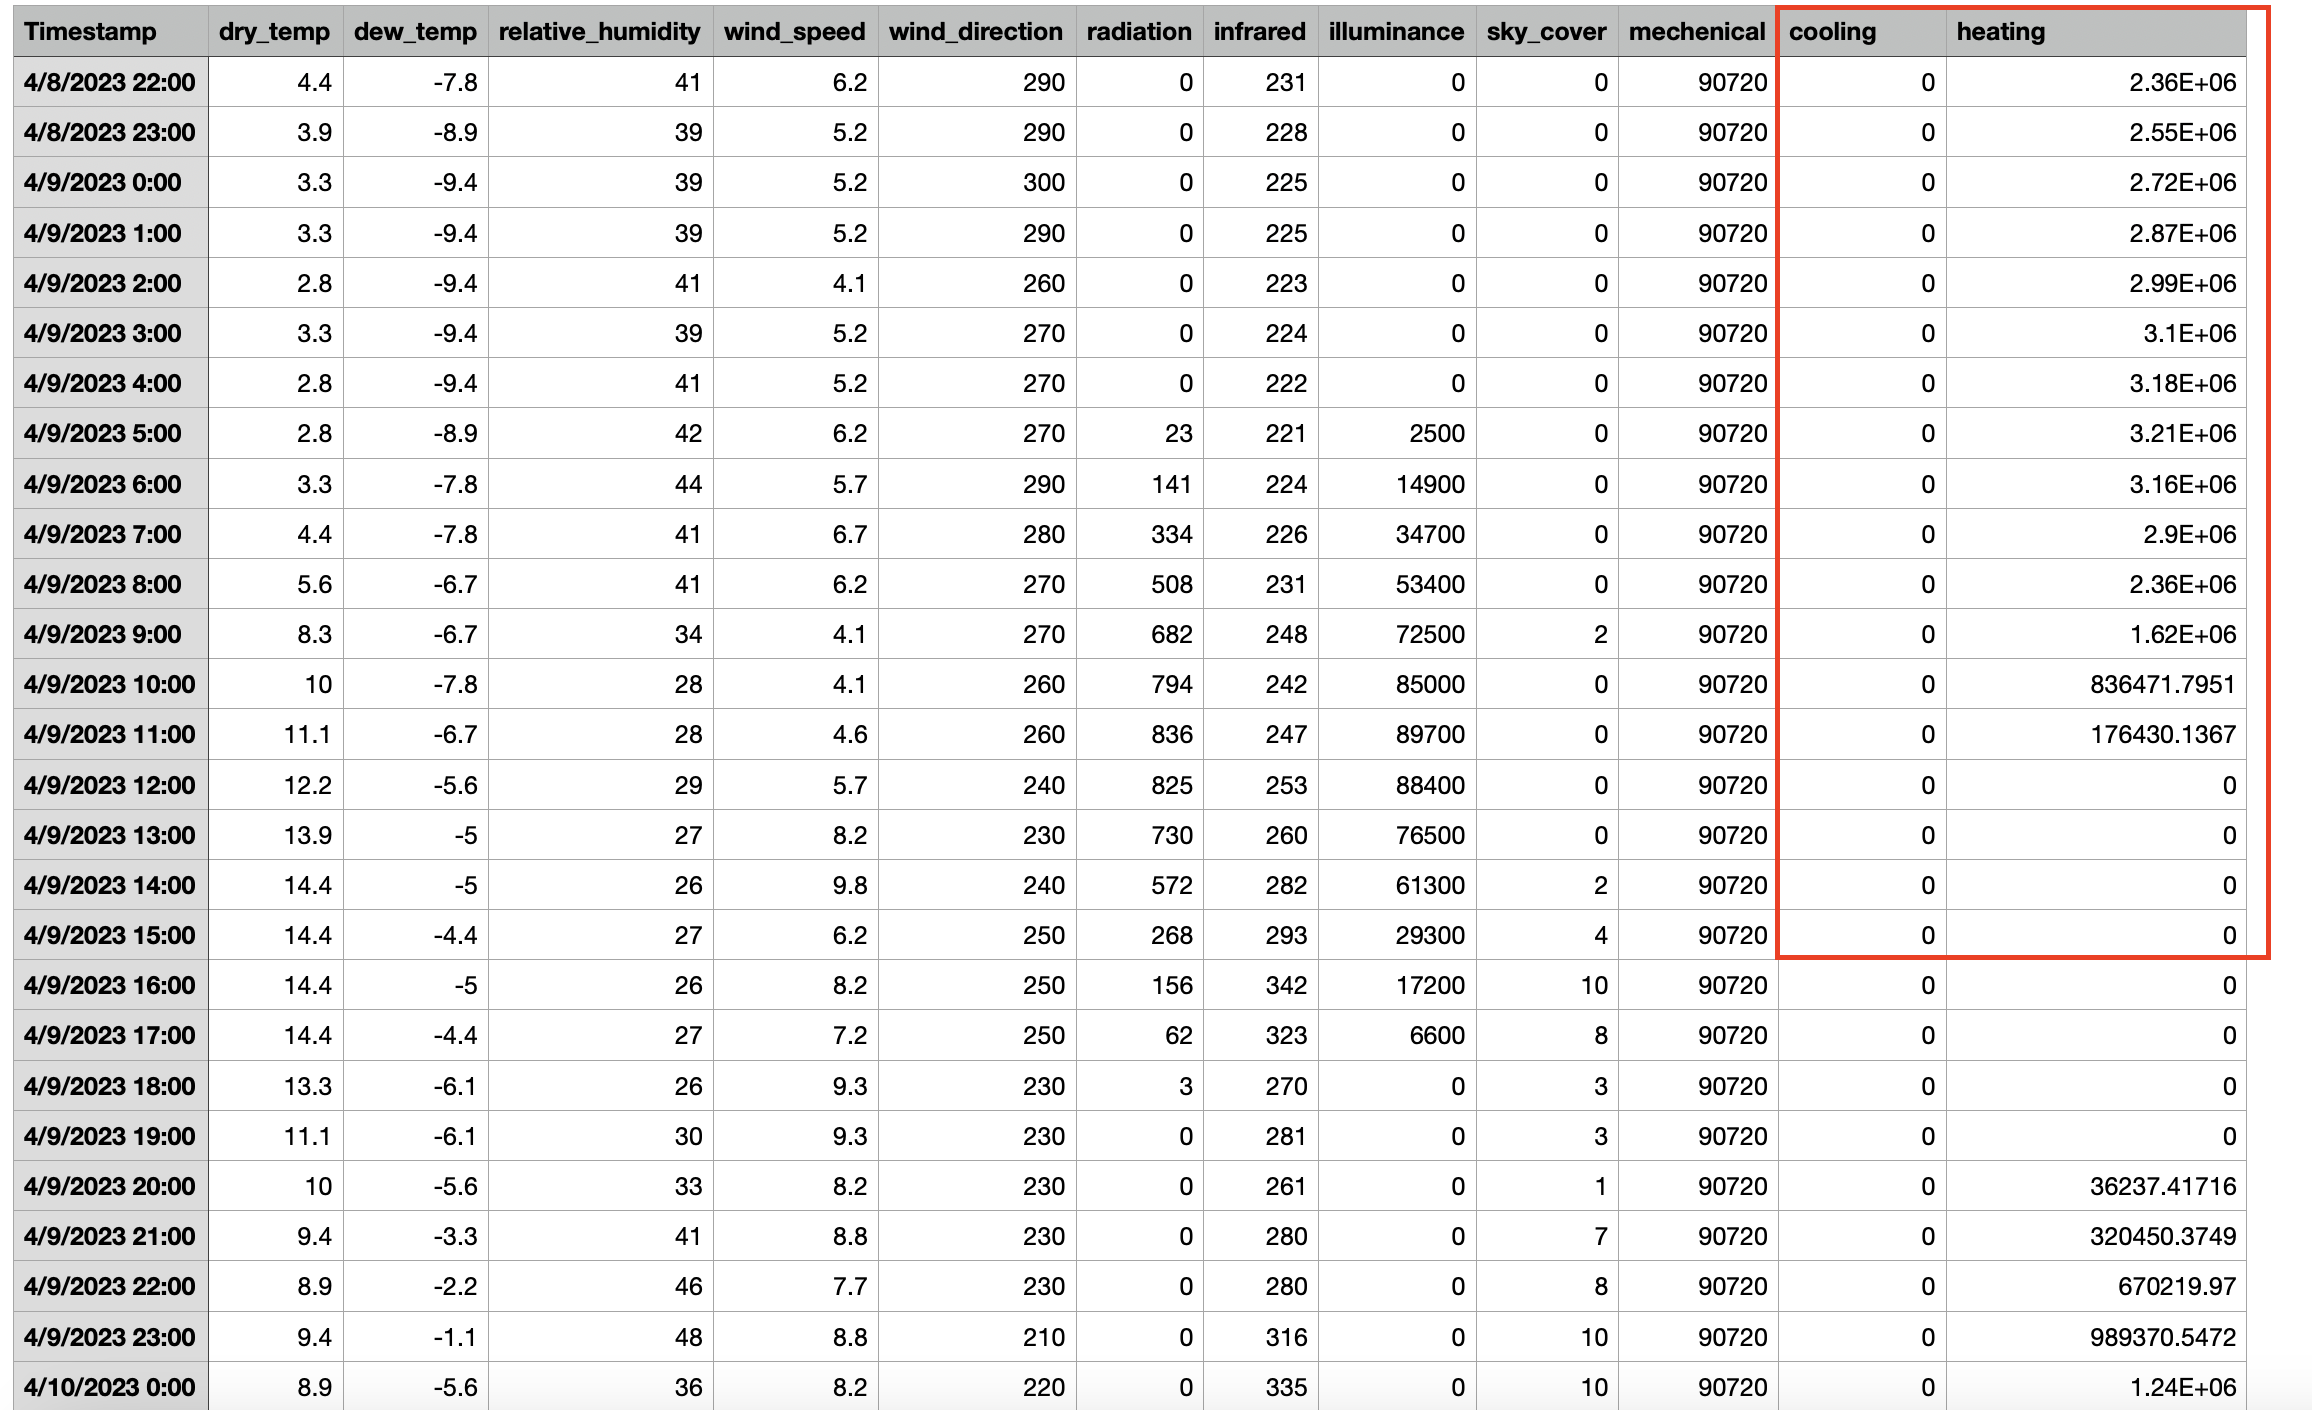 Timestamp dry_temp dew_temp relative_humidity wind_speed wind_direction radiation infrared illuminance sky_cover mechenical cooling heating
4/8/2023 22:00 4.4 -7.8 41 6.2 290 0 231 0 0 90720 0 2.36E+06
4/8/2023 23:00 3.9 -8.9 39 5.2 290 0 228 0 0 90720 0 2.55E+06
4/9/2023 0:00 3.3 -9.4 39 5.2 300 0 225 0 0 90720 0 2.72E+06
4/9/2023 1:00 3.3 -9.4 39 5.2 290 0 225 0 0 90720 0 2.87E+06
4/9/2023 2:00 2.8 -9.4 41 4.1 260 0 223 0 0 90720 0 2.99E+06
4/9/2023 3:00 3.3 -9.4 39 5.2 270 0 224 0 0 90720 0 3.1E+06
4/9/2023 4:00 2.8 -9.4 41 5.2 270 0 222 0 0 90720 0 3.18E+06
4/9/2023 5:00 2.8 -8.9 42 6.2 270 23 221 2500 0 90720 0 3.21E+06
4/9/2023 6:00 3.3 -7.8 44 5.7 290 141 224 14900 0 90720 0 3.16E+06
4/9/2023 7:00 4.4 -7.8 41 6.7 280 334 226 34700 0 90720 0 2.9E+06
4/9/2023 8:00 5.6 -6.7 41 6.2 270 508 231 53400 0 90720 0 2.36E+06
4/9/2023 9:00 8.3 -6.7 34 4.1 270 682 248 72500 2 90720 0 1.62E+06
4/9/2023 10:00 10 -7.8 28 4.1 260 794 242 85000 0 90720 0 836471.7951
4/9/2023 11:00 11.1 -6.7 28 4.6 260 836 247 89700 0 90720 0 176430.1367
4/9/2023 12:00 12.2 -5.6 29 5.7 240 825 253 88400 0 90720 0 0
4/9/2023 13:00 13.9 -5 27 8.2 230 730 260 76500 0 90720 0 0
4/9/2023 14:00 14.4 -5 26 9.8 240 572 282 61300 2 90720 0 0
4/9/2023 15:00 14.4 -4.4 27 6.2 250 268 293 29300 4 90720 0 0
4/9/2023 16:00 14.4 -5 26 8.2 250 156 342 17200 10 90720 0 0
4/9/2023 17:00 14.4 -4.4 27 7.2 250 62 323 6600 8 90720 0 0
4/9/2023 18:00 13.3 -6.1 26 9.3 230 3 270 0 3 90720 0 0
4/9/2023 19:00 11.1 -6.1 30 9.3 230 0 281 0 3 90720 0 0
4/9/2023 20:00 10 -5.6 33 8.2 230 0 261 0 1 90720 0 36237.41716
4/9/2023 21:00 9.4 -3.3 41 8.8 230 0 280 0 7 90720 0 320450.3749
4/9/2023 22:00 8.9 -2.2 46 7.7 230 0 280 0 8 90720 0 670219.97
4/9/2023 23:00 9.4 -1.1 48 8.8 210 0 316 0 10 90720 0 989370.5472
4/10/2023 0:00 8.9 -5.6 36 8.2 220 0 335 0 10 90720 0 1.24E+06